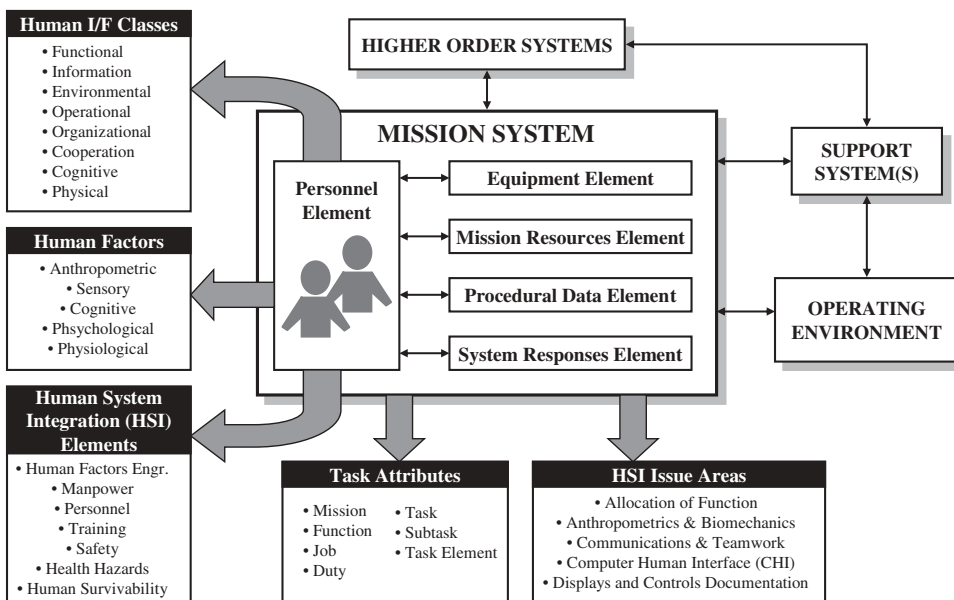 Human I/F Classes
• Functional
• Information
• Environmental
• Operational
• Organizational
• Cooperation
• Cognitive
• Physical
Human Factors
• Anthropometric
• Sensory
• Cognitive
• Phsychological
• Physiological
Human System
Integration (HSI)
Elements
• Human Factors Engr.
• Manpower
• Personnel
• Training
• Safety
• Health Hazards
• Human Survivability
HIGHER ORDER SYSTEMS
MISSION SYSTEM
Personnel
Element
Equipment Element
Mission Resources Element
Procedural Data Element
System Responses Element
SUPPORT
SYSTEM(S)
OPERATING
ENVIRONMENT
Task Attributes
• Mission
• Function
• Job
• Duty
• Task
• Subtask
• Task Element
HSI Issue Areas
• Allocation of Function
• Anthropometrics & Biomechanics
• Communications & Teamwork
• Computer Human Interface (CHI)
• Displays and Controls Documentation